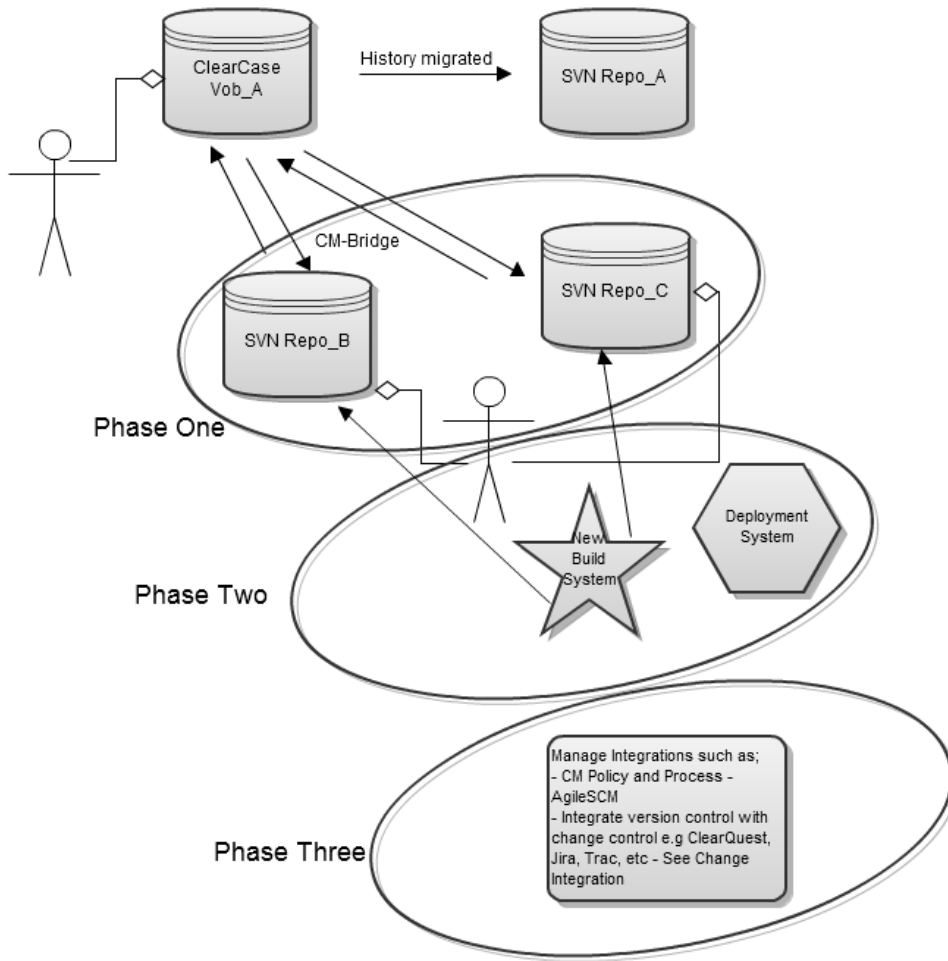 ClearCase
Vob_A
History migrated
SVN Repo_A
CM-Bridge
SVN Repo_B
SVN Repo_C
Phase One
New
Build
System
Deployment
System
Phase Two
Manage Integrations such as;
- CM Policy and Process -
AgileSCM
- Integrate version control with
change control e.g ClearQuest,
Jira, Trac, etc - See Change
Integration
Phase Three